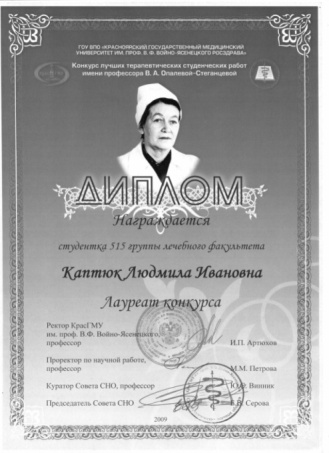 ГОУ ВПО «КРАСНОЯРСКИЙ ГОСУДАРСТВЕННЫЙ МЕДИЦИНСКИЙ
УНИВЕРСИТЕТ ИМ. ПРОФ. В. Ф. ВОЙНО-ЯСЕНЕЦКОГО РОСЗДРАВА»
Конкурс лучших терапевтических студенческих работ
имени профессора В. А. Опалевой-Стеганцевой
ДИПЛОМ
Награждается
студентка 515 группы лечебного факультета
Каптюк Людмила Ивановна
Лауреат конкурса
Ректор КрасГМУ
им. проф. В.Ф. Войно-Ясенецкого,
профессор
И.П. Артюхов
Проректор по научной работе,
профессор
М.М. Петрова
Куратор Совета СНО, профессор
Ю.Ю. Винник
Председатель Совета СНО
Серова
2009